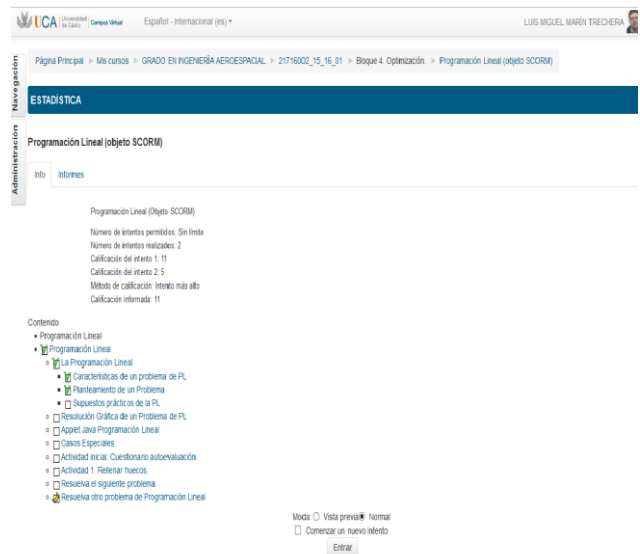 UCA Universidad de Cádiz Campus Virtual Español - Internacional (es) LUIS MIGUEL MARÍN TRECHERA
Navegación
Administración
Página Principal Mis cursos GRADO EN INGENIERÍA AEROESPACIAL 21716002_15_16_01 Bloque 4. Optimización. Programación Lineal (objeto SCORM)
ESTADÍSTICA
Programación Lineal (objeto SCORM)
Info Informes
Programación Lineal (Objeto SCORM)
Número de intentos permitidos: Sin límite
Número de intentos realizados: 2
Calificación del intento 1: 11
Calificación del intento 2: 5
Método de calificación: Intento más alto
Calificación informada: 11
Contenido
Programación Lineal
Programación Lineal
La Programación Lineal
Características de un problema de PL
Planteamiento de un Problema
Supuestos prácticos de la PL
Resolución Gráfica de un Problema de PL
Applet Java Programación Lineal
Casos Especiales.
Actividad inicial: Cuestionario autoevaluación.
Actividad 1: Rellenar huecos.
Resuelva el siguiente problema.
Resuelva otro problema de Programación Lineal
Moda: Vista previa Normal
Comenzar un nuevo intento
Entrar